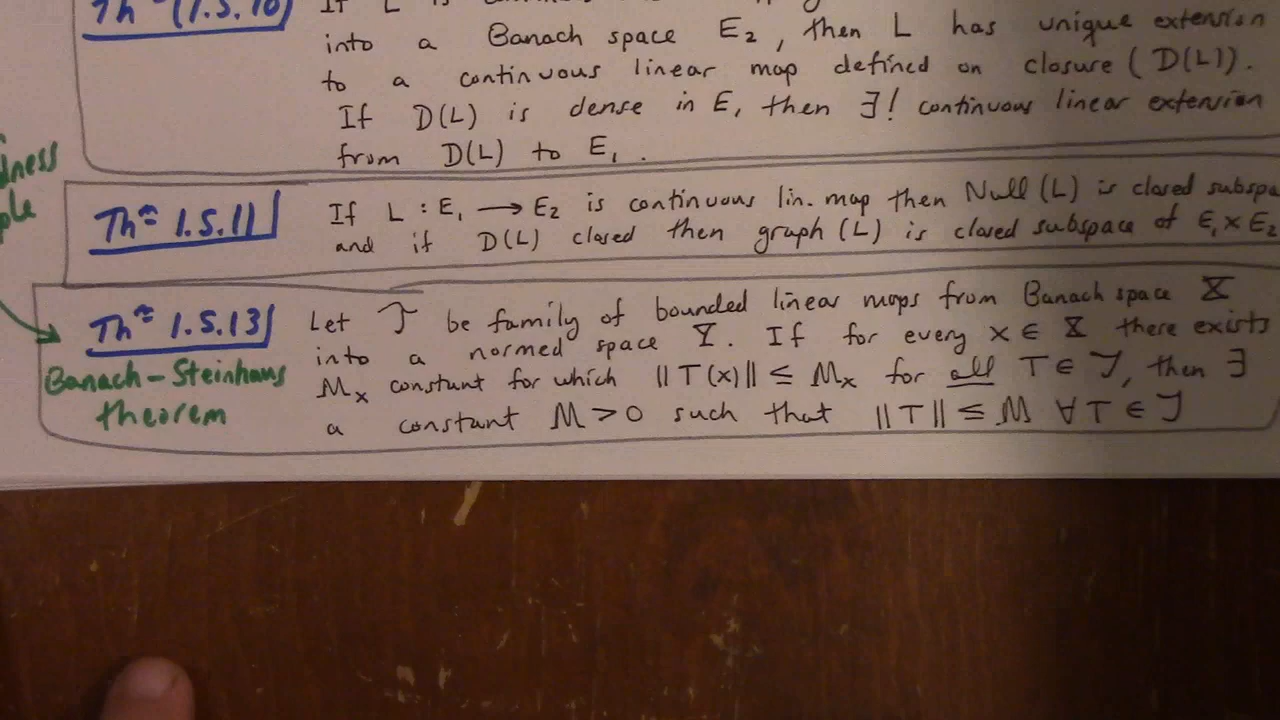 Th^m (1.5.10)
into a Banach space E₂, then L has unique extension
to a continuous linear map defined on closure (D(L)).
If D(L) is dense in E, then ∃! continuous linear extension
from D(L) to E₁.
Th^m 1.5.11 If L : E₁ → E₂ is continuous lin. map then Null(L) is closed subspa
and if D(L) closed then graph(L) is closed subspace of E₁ × E₂
Th^m 1.5.13 Let 𝒯 be family of bounded linear maps from Banach space X
into a normed space Y. If for every x ∈ X there exists
Mₓ constant for which ||T(x)|| ≤ Mₓ for all T ∈ 𝒯, then ∃
a constant M > 0 such that ||T|| ≤ M ∀ T ∈ 𝒯
Banach-Steinhaus
theorem